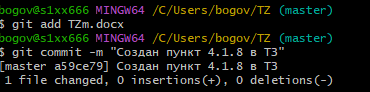 bogov@s1xx666 MINGW64 /C/Users/bogov/TZ (master)
$ git add TZm.docx
bogov@s1xx666 MINGW64 /C/Users/bogov/TZ (master)
$ git commit -m "Создан пункт 4.1.8 в ТЗ"
[master a59ce79] Создан пункт 4.1.8 в ТЗ
1 file changed, 0 insertions(+), 0 deletions(-)